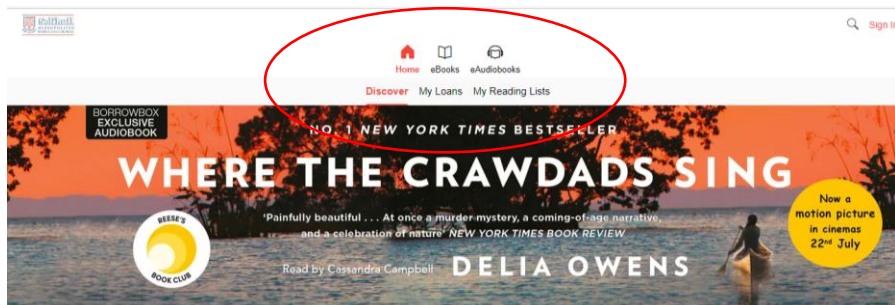 Sign In
Home eBooks eAudiobooks
Discover My Loans My Reading Lists
BORROWBOX
EXCLUSIVE
AUDIOBOOK
NO. 1 NEW YORK TIMES BESTSELLER
WHERE THE CRAWDADS SING
'Painfully beautiful . . . At once a murder mystery, a coming-of-age narrative,
and a celebration of nature' NEW YORK TIMES BOOK REVIEW
Read by Cassandra Campbell DELIA OWENS
REESE'S
BOOK CLUB
Now a
motion picture
in cinemas
22nd July